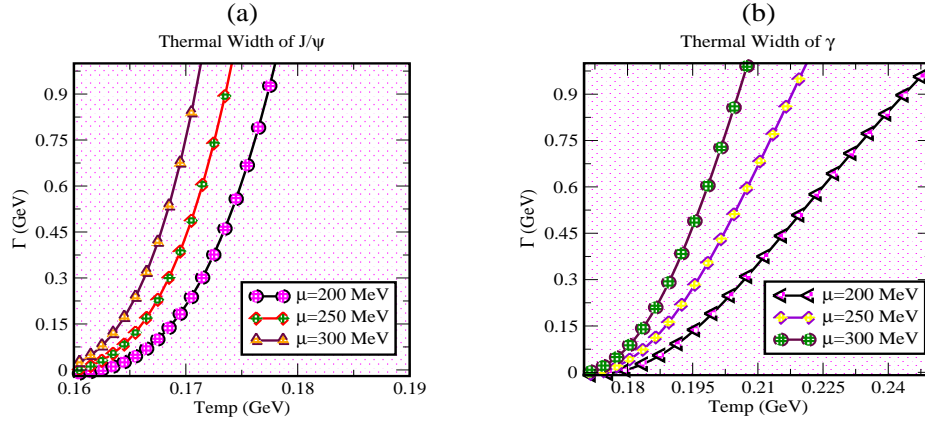 (a)
Thermal Width of J/ψ
0.9
0.75
0.6
0.45
0.3
0.15
0
Γ (GeV)
μ=200 MeV
μ=250 MeV
μ=300 MeV
0.16 0.17 0.18 0.19
Temp (GeV)
(b)
Thermal Width of γ
0.9
0.75
0.6
0.45
0.3
0.15
0
Γ (GeV)
μ=200 MeV
μ=250 MeV
μ=300 MeV
0.18 0.195 0.21 0.225 0.24
Temp (GeV)